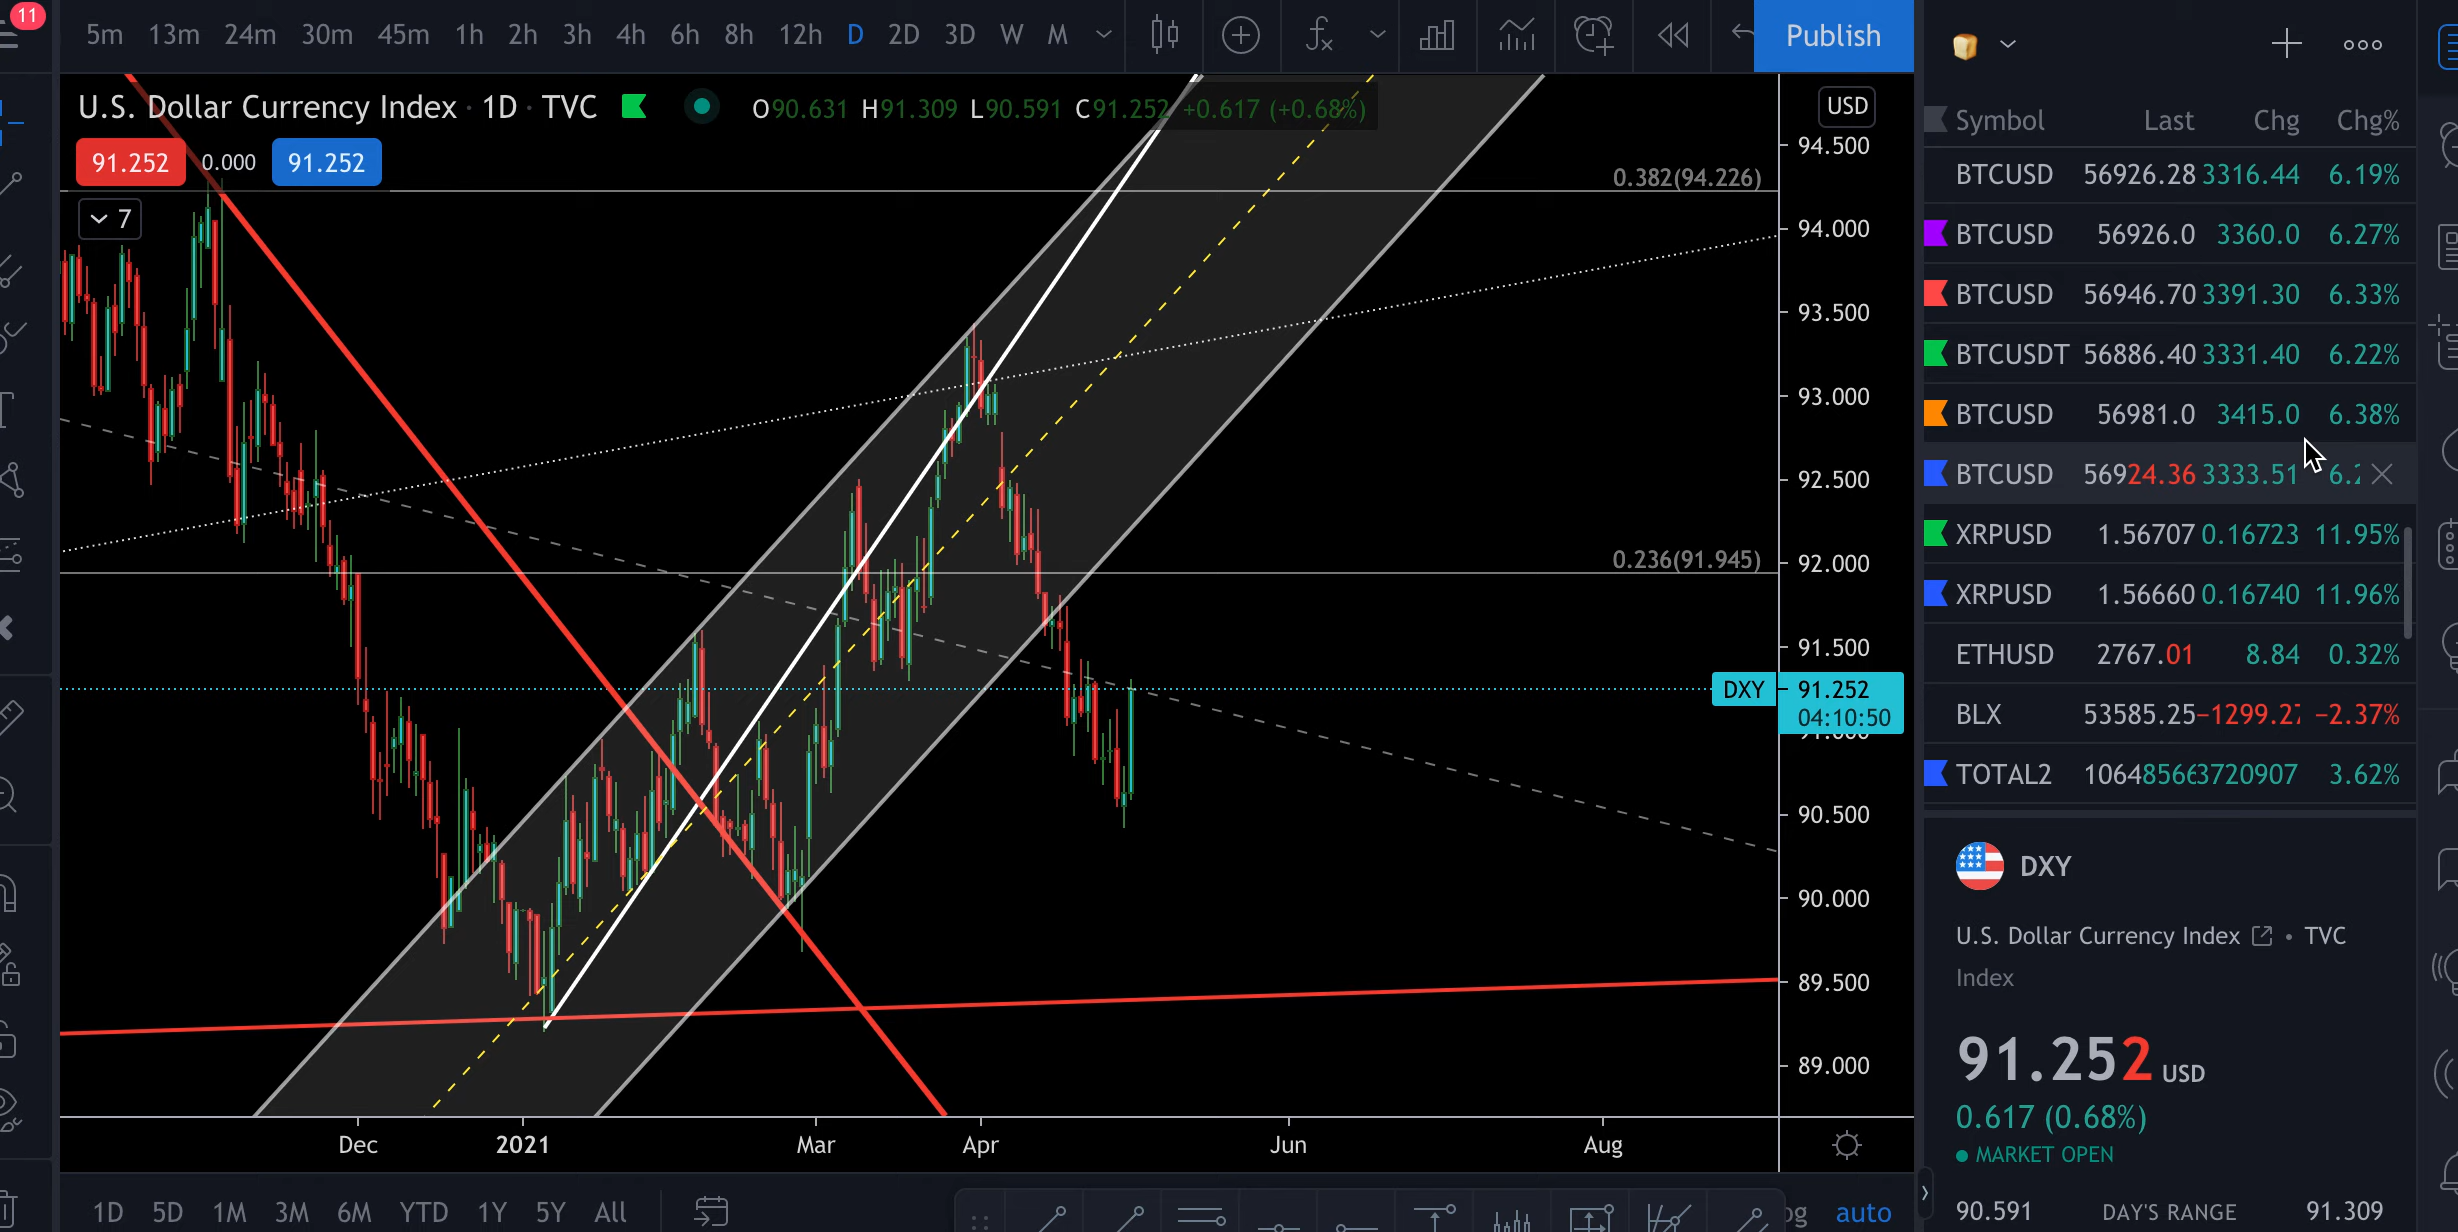 11
5m 13m 24m 30m 45m 1h 2h 3h 4h 6h 8h 12h D 2D 3D W M
Publish
U.S. Dollar Currency Index · 1D · TVC
O90.631 H91.309 L90.591 C91.252 +0.617 (+0.68%)
91.252 0.000 91.252
7
USD
94.500
0.382(94.226)
94.000
93.500
93.000
92.500
0.236(91.945)
92.000
91.500
DXY 91.252
04:10:50
90.500
90.000
89.500
89.000
Dec 2021 Mar Apr Jun Aug
1D 5D 1M 3M 6M YTD 1Y 5Y All
auto
Symbol Last Chg Chg%
BTCUSD 56926.28 3316.44 6.19%
BTCUSD 56926.0 3360.0 6.27%
BTCUSD 56946.70 3391.30 6.33%
BTCUSDT 56886.40 3331.40 6.22%
BTCUSD 56981.0 3415.0 6.38%
BTCUSD 56924.36 3333.51 6.2
XRPUSD 1.56707 0.16723 11.95%
XRPUSD 1.56660 0.16740 11.96%
ETHUSD 2767.01 8.84 0.32%
BLX 53585.25 −1299.27 −2.37%
TOTAL2 3.62%
DXY
U.S. Dollar Currency Index • TVC
Index
91.252 USD
0.617 (0.68%)
MARKET OPEN
90.591 DAY'S RANGE 91.309